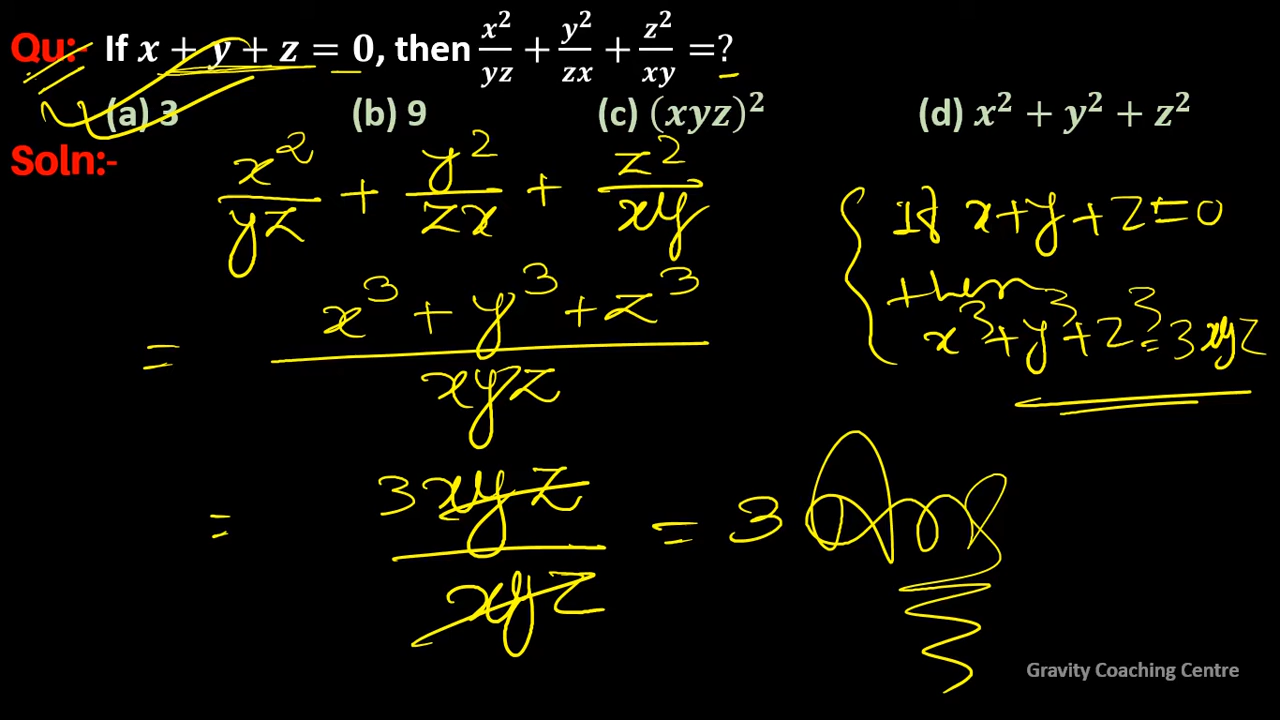 Qu:- If x + y + z = 0, then x²/yz + y²/zx + z²/xy =?
(a) 3 (b) 9 (c) (xyz)² (d) x² + y² + z²
Soln:-
x²/yz + y²/zx + z²/xy
= x³ + y³ + z³/xyz
= 3xyz/xyz = 3 Ans
If x+y+z=0
then
x³+y³+z³=3xyz
Gravity Coaching Centre